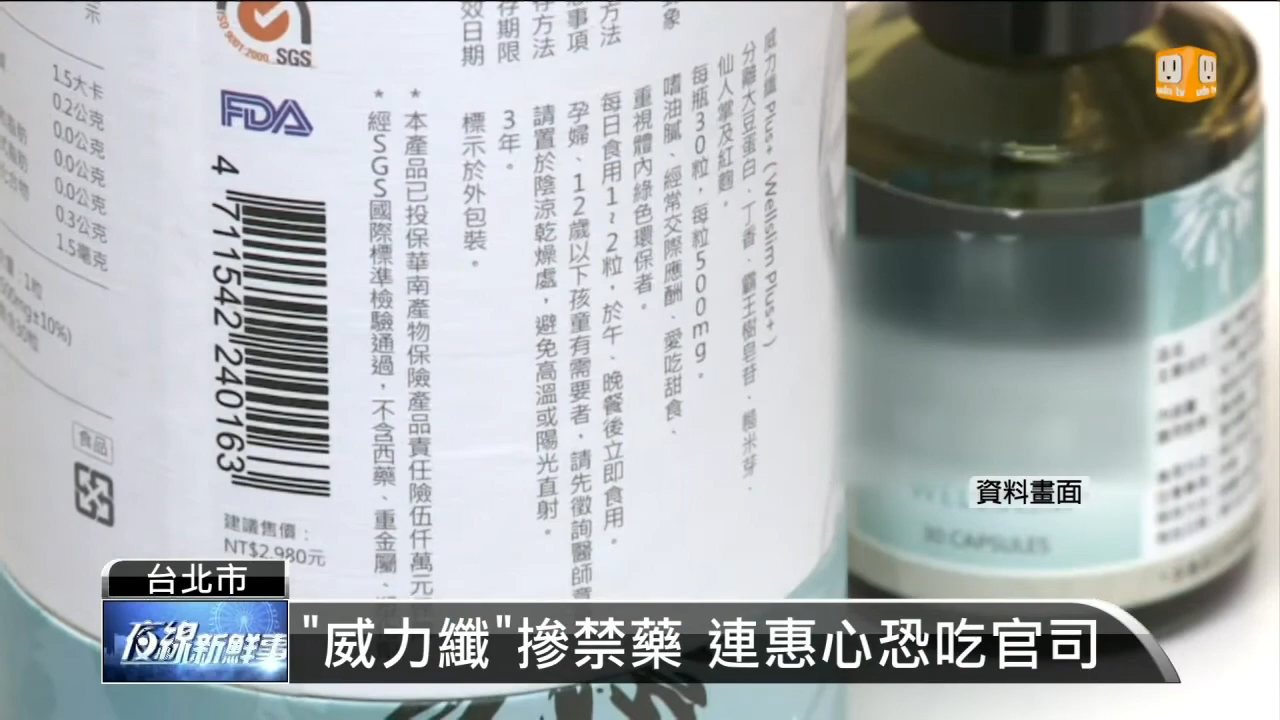 示
1.5大卡
0.2公克
0.0公克
0.0公克
0.0公克
0.3公克
1.5毫克
1粒
食品
ISO 9001:2000
SGS
FDA
4 711542 240163
建議售價：
NT$2,980元
威力纖 Plus+ ( Wellslim Plus+ )
分離大豆蛋白、丁香、霸王樹皂苷、糙米芽、
仙人掌及紅麴。
每瓶30粒，每粒500mg。
嗜油膩、經常交際應酬、愛吃甜食、
重視體內綠色環保者。
方法
每日食用1~2粒，於午、晚餐後立即食用。
意事項
孕婦、12歲以下孩童有需要者，請先徵詢醫師
存方法
請置於陰涼乾燥處，避免高溫或陽光直射。
存期限
3年。
效日期
標示於外包裝。
* 本產品已投保華南產物保險產品責任險伍仟萬元
* 經SGS國際標準檢驗通過，不含西藥、重金屬、
30 CAPSULES
udn tv
資料畫面
台北市
夜線新鮮事
"威力纖"摻禁藥 連惠心恐吃官司